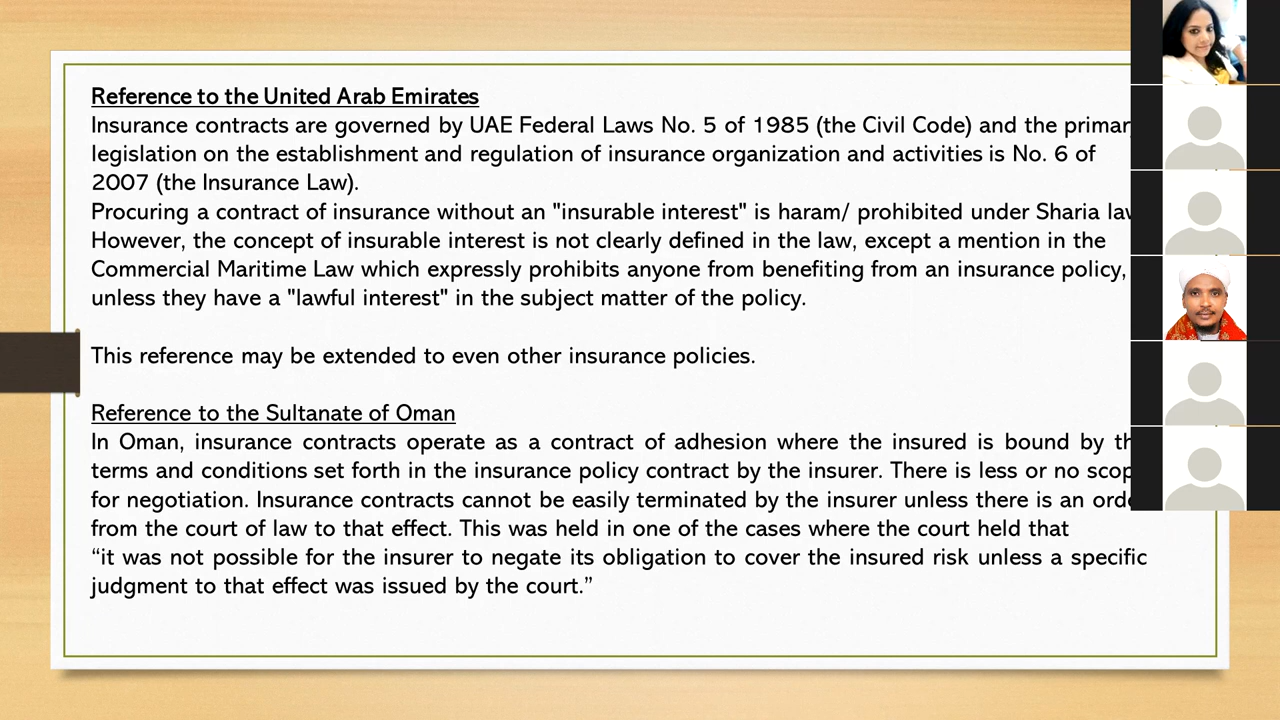 Reference to the United Arab Emirates
Insurance contracts are governed by UAE Federal Laws No. 5 of 1985 (the Civil Code) and the primar
legislation on the establishment and regulation of insurance organization and activities is No. 6 of
2007 (the Insurance Law).
Procuring a contract of insurance without an "insurable interest" is haram/ prohibited under Sharia law
However, the concept of insurable interest is not clearly defined in the law, except a mention in the
Commercial Maritime Law which expressly prohibits anyone from benefiting from an insurance policy,
unless they have a "lawful interest" in the subject matter of the policy.
This reference may be extended to even other insurance policies.
Reference to the Sultanate of Oman
In Oman, insurance contracts operate as a contract of adhesion where the insured is bound by th
terms and conditions set forth in the insurance policy contract by the insurer. There is less or no scop
for negotiation. Insurance contracts cannot be easily terminated by the insurer unless there is an orde
from the court of law to that effect. This was held in one of the cases where the court held that
“it was not possible for the insurer to negate its obligation to cover the insured risk unless a specific
judgment to that effect was issued by the court.”